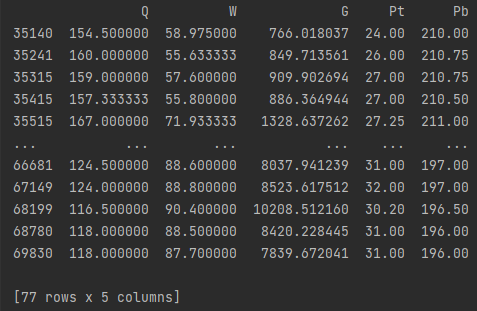 Q W G Pt Pb
35140 154.500000 58.975000 766.018037 24.00 210.00
35241 160.000000 55.633333 849.713561 26.00 210.75
35315 159.000000 57.600000 909.902694 27.00 210.75
35415 157.333333 55.800000 886.364944 27.00 210.50
35515 167.000000 71.933333 1328.637262 27.25 211.00
... ... ... ... ... ...
66681 124.500000 88.600000 8037.941239 31.00 197.00
67149 124.000000 88.800000 8523.617512 32.00 197.00
68199 116.500000 90.400000 10208.512160 30.20 196.50
68780 118.000000 88.500000 8420.228445 31.00 196.00
69830 118.000000 87.700000 7839.672041 31.00 196.00
[77 rows x 5 columns]